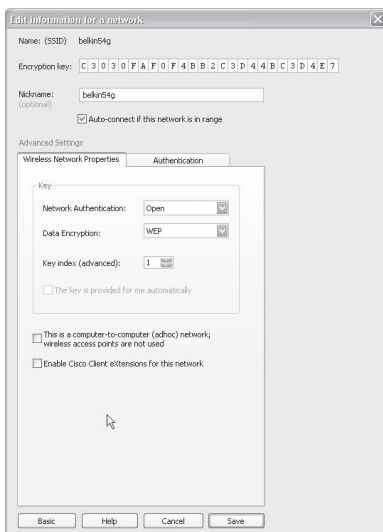 Edit information for a network
Name: (SSID) belkin54g
Encryption key: C 3 0 3 0 F A F 0 F 4 B B 2 C 3 D 4 4 B C 3 D 4 E 7
Nickname: belkin54g
(optional)
Auto-connect if this network is in range
Advanced Settings
Wireless Network Properties Authentication
Key
Network Authentication: Open
Data Encryption: WEP
Key index (advanced): 1
The key is provided for me automatically
This is a computer-to-computer (adhoc) network;
wireless access points are not used
Enable Cisco Client eXtensions for this network
Basic Help Cancel Save